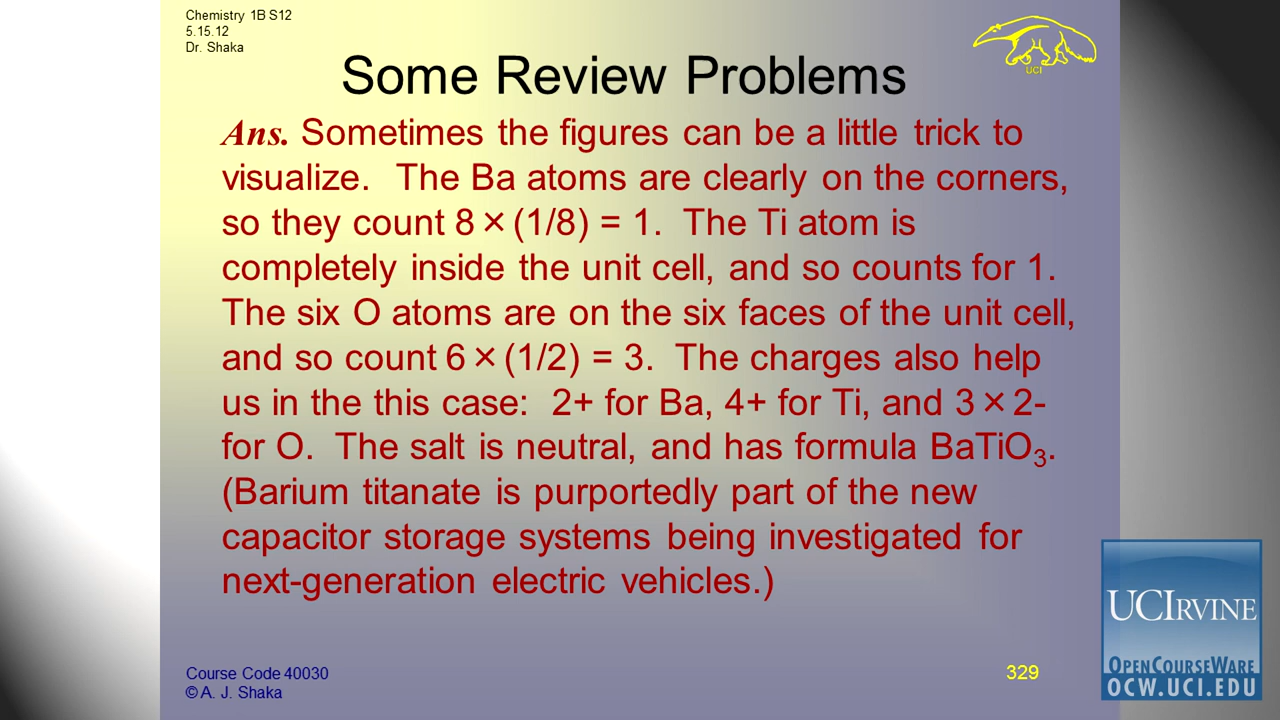 Chemistry 1B S12
5.15.12
Dr. Shaka
UCI
Some Review Problems
Ans. Sometimes the figures can be a little trick to
visualize. The Ba atoms are clearly on the corners,
so they count 8 × (1/8) = 1. The Ti atom is
completely inside the unit cell, and so counts for 1.
The six O atoms are on the six faces of the unit cell,
and so count 6 × (1/2) = 3. The charges also help
us in the this case: 2+ for Ba, 4+ for Ti, and 3 × 2-
for O. The salt is neutral, and has formula BaTiO₃.
(Barium titanate is purportedly part of the new
capacitor storage systems being investigated for
next-generation electric vehicles.)
Course Code 40030
© A. J. Shaka
329
UCIRVINE
OPENCOURSEWARE
OCW.UCI.EDU